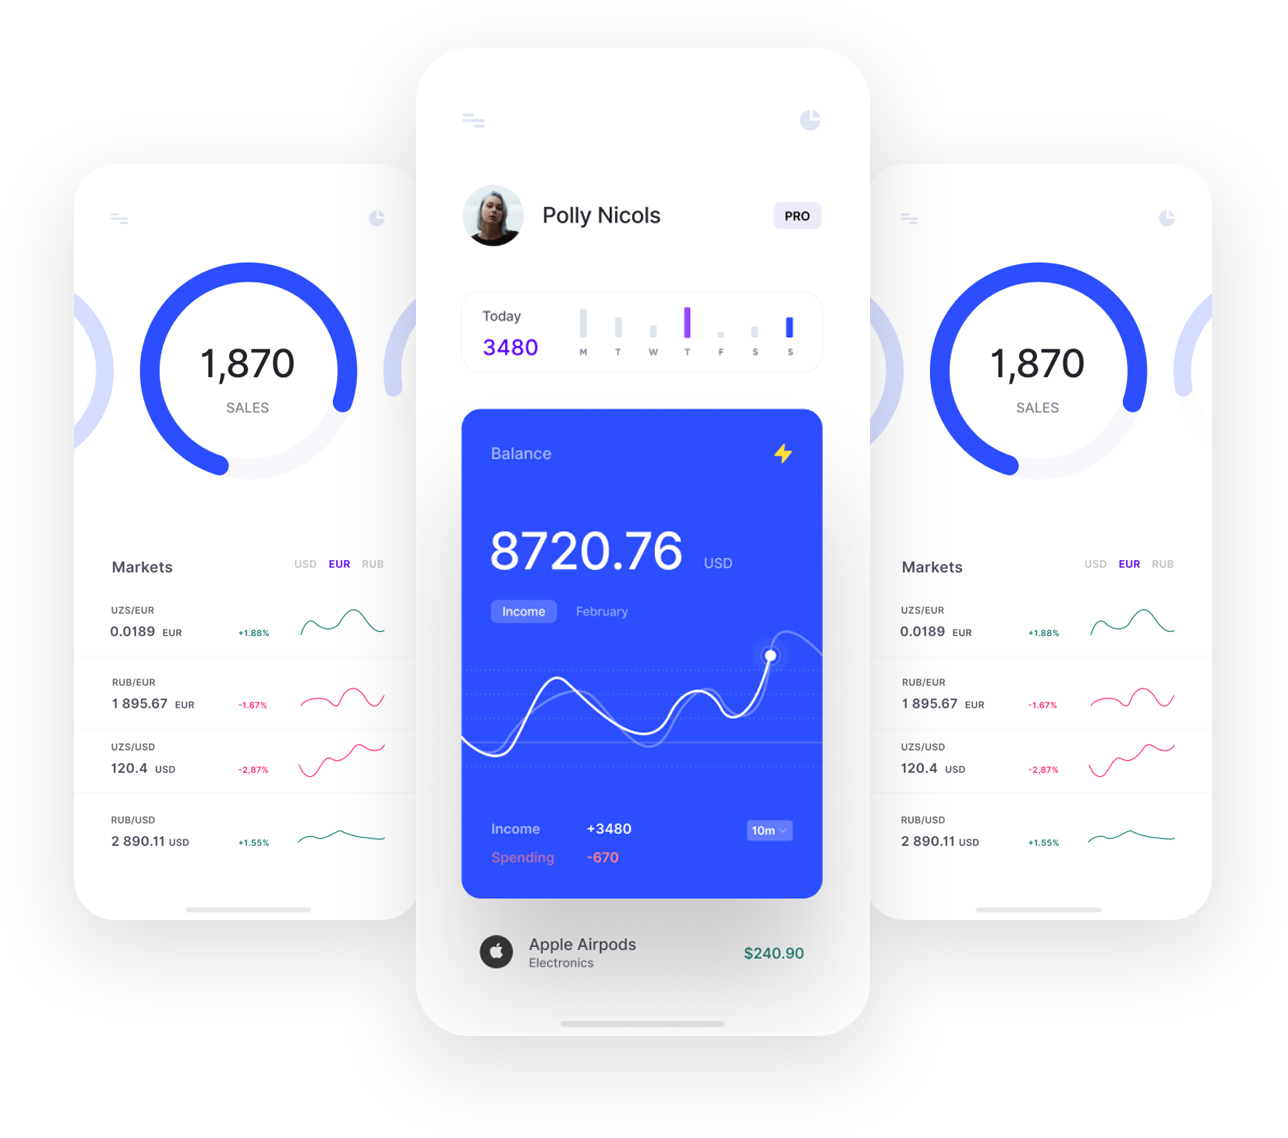 1,870
SALES
Markets
USD EUR RUB
UZS/EUR
0.0189 EUR +1.88%
RUB/EUR
1 895.67 EUR -1.67%
UZS/USD
120.4 USD -2,87%
RUB/USD
2 890.11 USD +1.55%
Polly Nicols PRO
Today
3480
M T W T F S S
Balance
8720.76 USD
Income February
Income +3480 10m
Spending -670
Apple Airpods
Electronics
$240.90
1,870
SALES
Markets
USD EUR RUB
UZS/EUR
0.0189 EUR +1.88%
RUB/EUR
1 895.67 EUR -1.67%
UZS/USD
120.4 USD -2,87%
RUB/USD
2 890.11 USD +1.55%